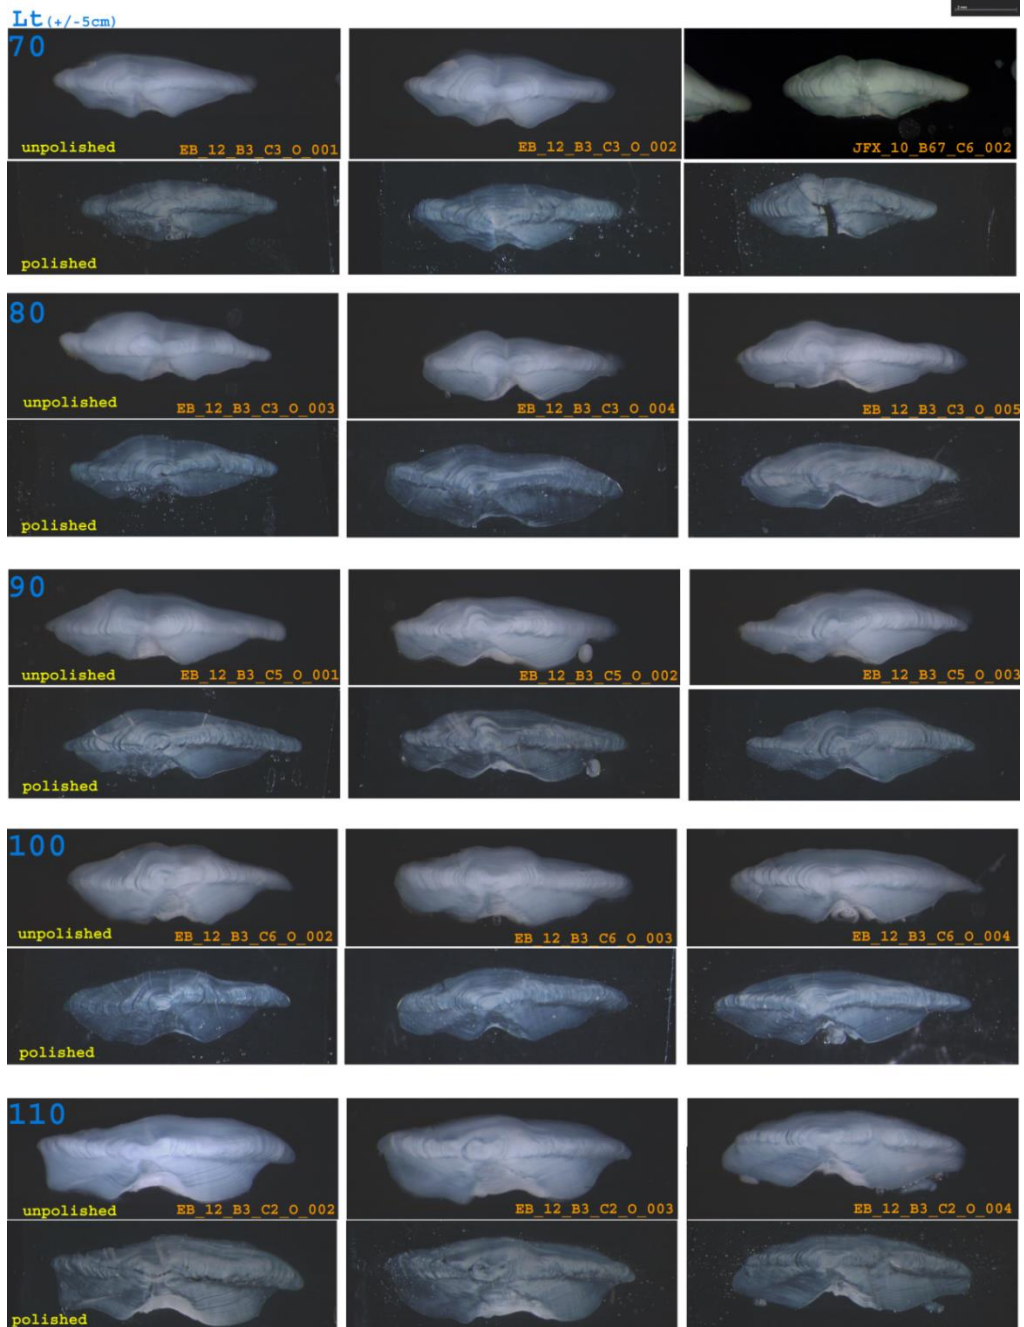 Lt (+/-5cm)
70
unpolished
EB_12_B3_C3_O_001
EB_12_B3_C3_O_002
JFX_10_B67_C6_002
polished
80
unpolished
EB_12_B3_C3_O_003
EB_12_B3_C3_O_004
EB_12_B3_C3_O_005
polished
90
unpolished
EB_12_B3_C5_O_001
EB_12_B3_C5_O_002
EB_12_B3_C5_O_003
polished
100
unpolished
EB_12_B3_C6_O_002
EB_12_B3_C6_O_003
EB_12_B3_C6_O_004
polished
110
unpolished
EB_12_B3_C2_O_002
EB_12_B3_C2_O_003
EB_12_B3_C2_O_004
polished